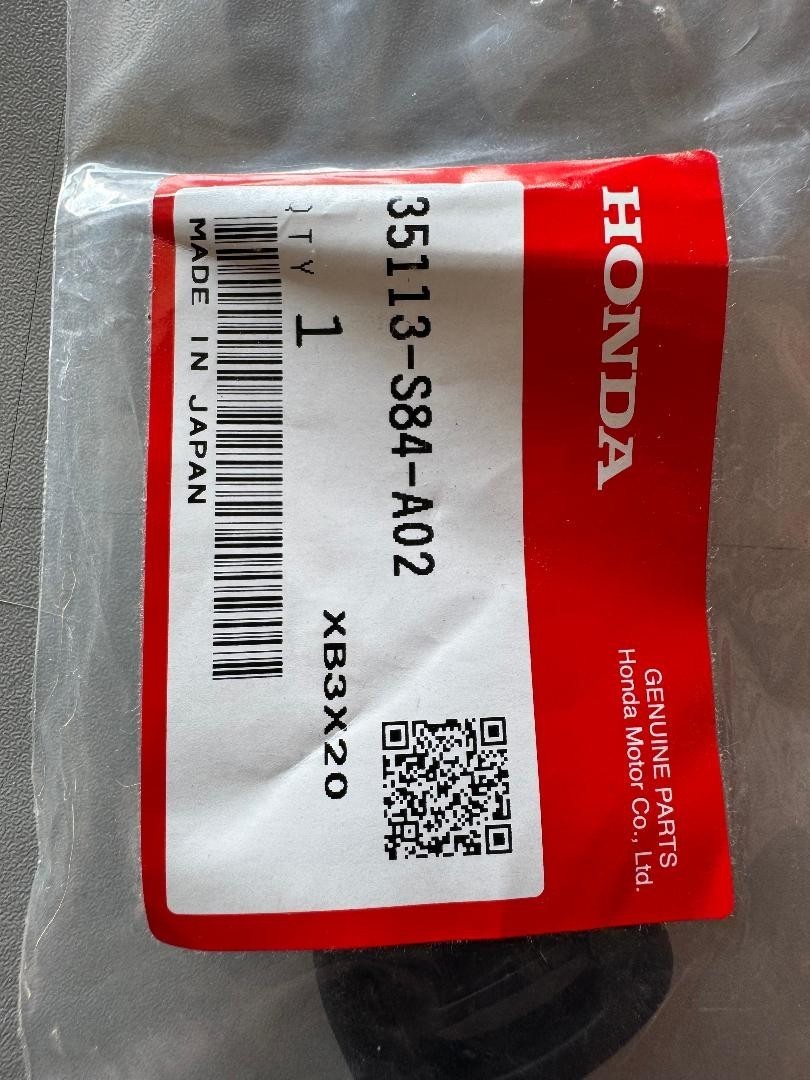 HONDA
GENUINE PARTS
Honda Motor Co., Ltd.
35113-S84-A02
XB3X20
QTY 1
MADE IN JAPAN